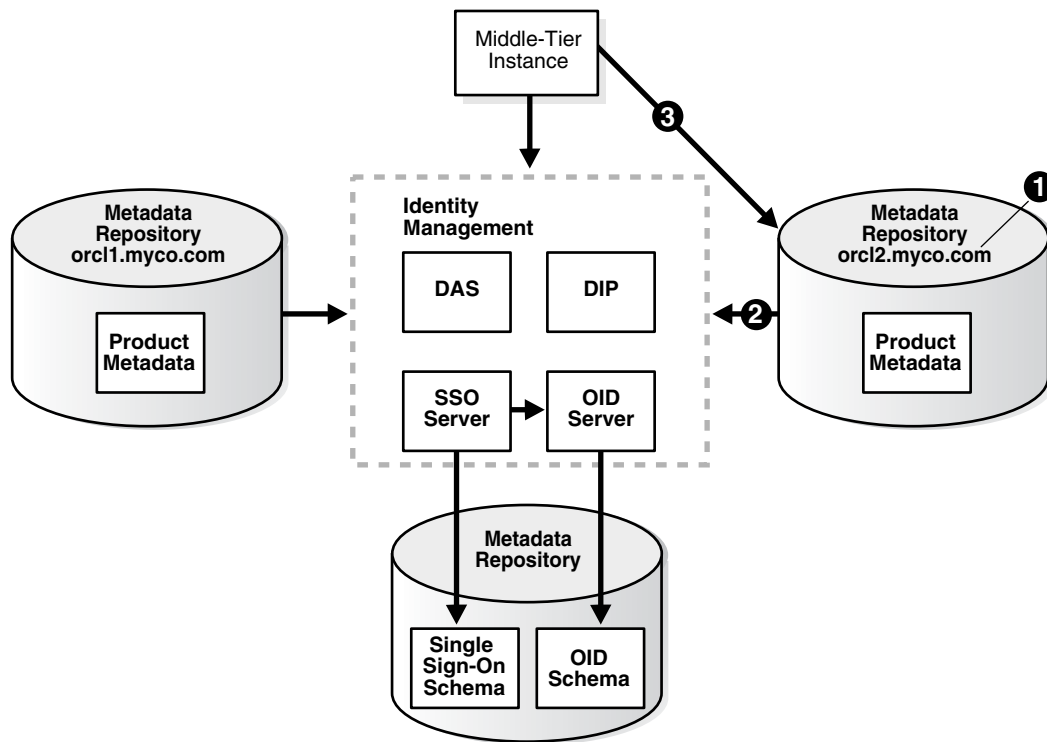 Middle-Tier
Instance
3
1
Metadata
Repository
orcl1.myco.com
Product
Metadata
Identity
Management
DAS
DIP
SSO
Server
OID
Server
2
Metadata
Repository
orcl2.myco.com
Product
Metadata
Metadata
Repository
Single
Sign-On
Schema
OID
Schema